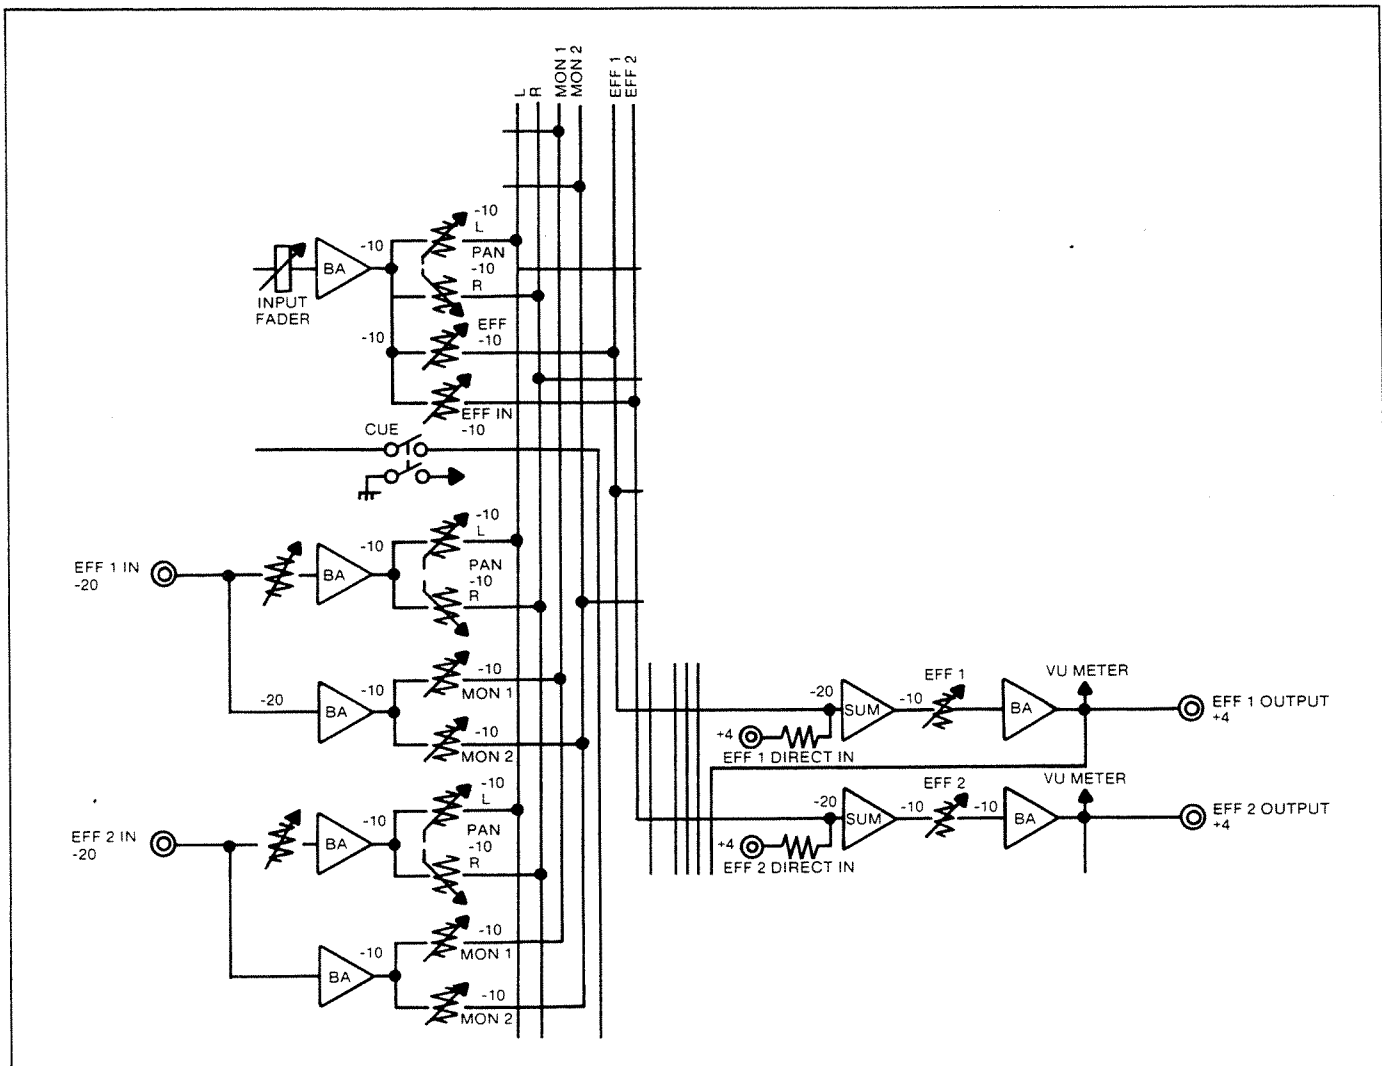 L
R
MON 1
MON 2
EFF 1
EFF 2
-10
L
-10
BA
PAN
-10
R
INPUT
FADER
EFF
-10
-10
EFF IN
-10
CUE
-10
L
-10
EFF 1 IN
-20
BA
PAN
-10
R
-10
MON 1
-20
-10
BA
-10
MON 2
-10
L
-10
EFF 2 IN
-20
BA
PAN
-10
R
-10
MON 1
-10
BA
-10
MON 2
EFF 1
VU METER
-20
SUM
-10
BA
EFF 1 OUTPUT
+4
+4
EFF 1 DIRECT IN
EFF 2
VU METER
-20
SUM
-10
-10
BA
EFF 2 OUTPUT
+4
+4
EFF 2 DIRECT IN